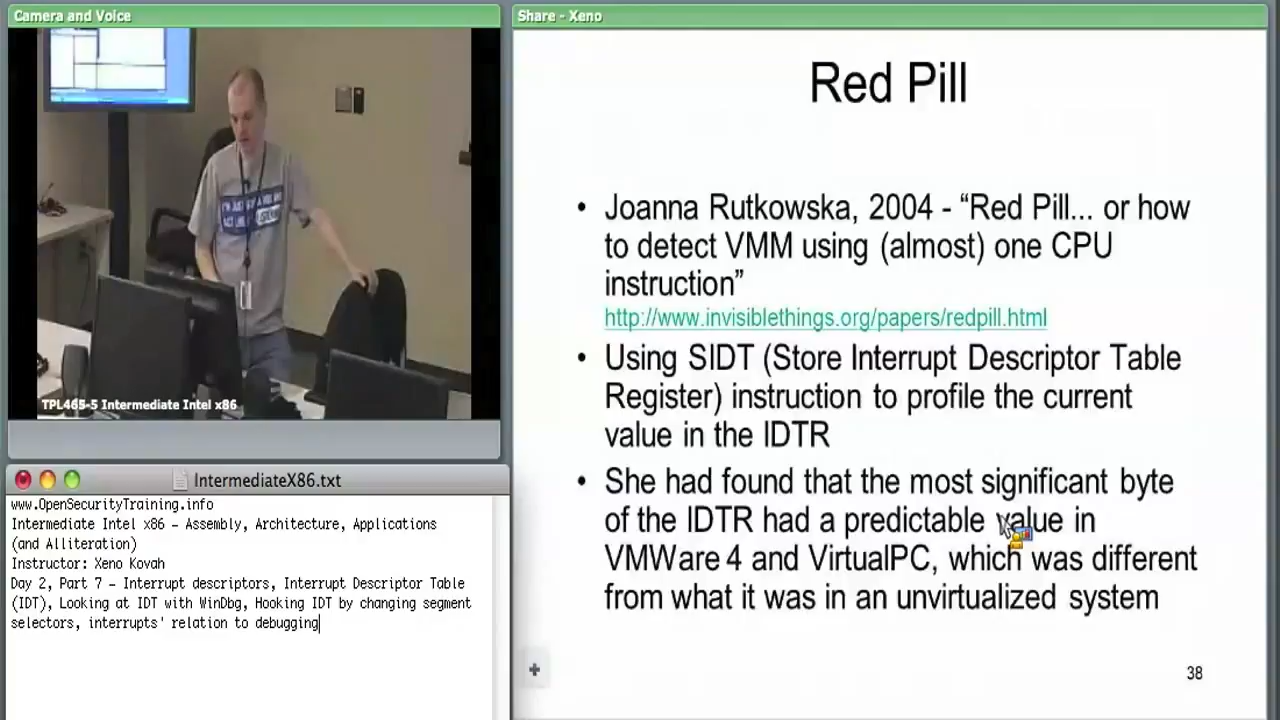 Camera and Voice
TPL465-5 Intermediate Intel x86
IntermediateX86.txt
www.OpenSecurityTraining.info
Intermediate Intel x86 – Assembly, Architecture, Applications
(and Alliteration)
Instructor: Xeno Kovah
Day 2, Part 7 – Interrupt descriptors, Interrupt Descriptor Table
(IDT), Looking at IDT with WinDbg, Hooking IDT by changing segment
selectors, interrupts' relation to debugging
Share - Xeno
Red Pill
• Joanna Rutkowska, 2004 - “Red Pill... or how
to detect VMM using (almost) one CPU
instruction”
http://www.invisiblethings.org/papers/redpill.html
• Using SIDT (Store Interrupt Descriptor Table
Register) instruction to profile the current
value in the IDTR
• She had found that the most significant byte
of the IDTR had a predictable value in
VMWare 4 and VirtualPC, which was different
from what it was in an unvirtualized system
38